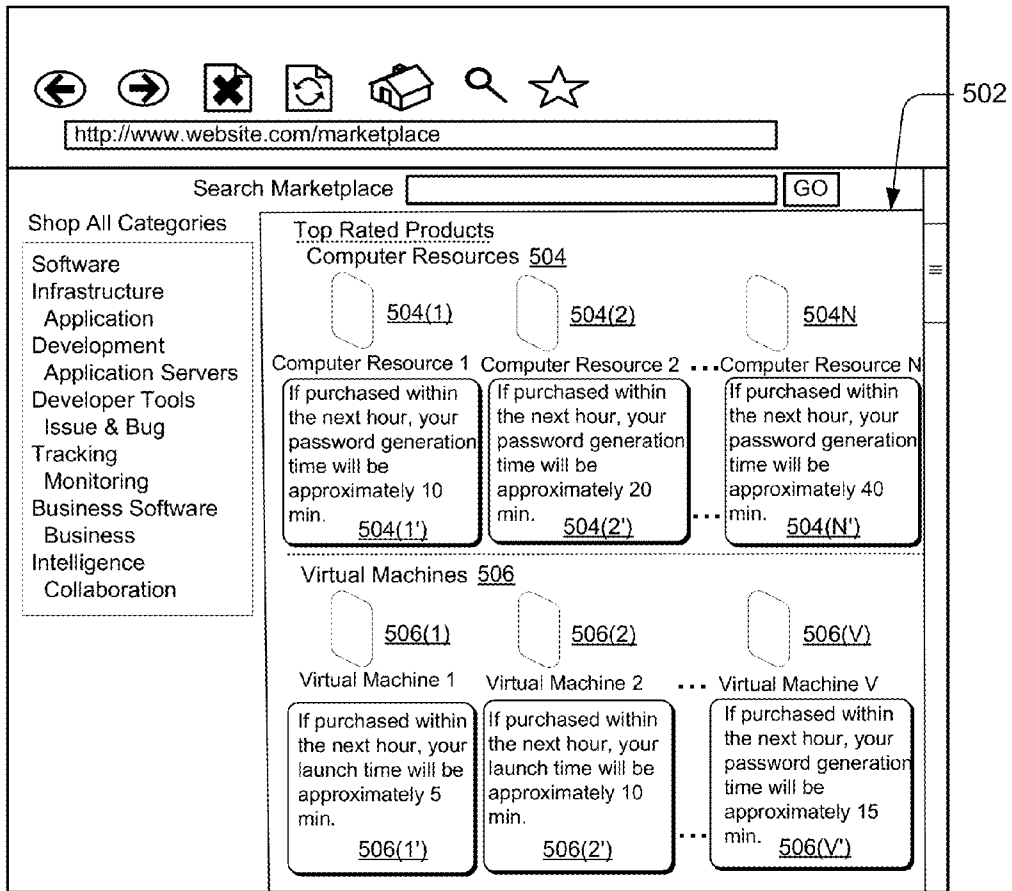 502
http://www.website.com/marketplace
Search Marketplace
GO
Shop All Categories
Software
Infrastructure
Application
Development
Application Servers
Developer Tools
Issue & Bug
Tracking
Monitoring
Business Software
Business
Intelligence
Collaboration
Top Rated Products
Computer Resources 504
504(1)
504(2)
504N
Computer Resource 1
Computer Resource 2
... Computer Resource N
If purchased within
the next hour, your
password generation
time will be
approximately 10
min.
504(1')
If purchased within
the next hour, your
password generation
time will be
approximately 20
min.
504(2')
...
If purchased within
the next hour, your
password generation
time will be
approximately 40
min.
504(N')
Virtual Machines 506
506(1)
506(2)
506(V)
Virtual Machine 1
Virtual Machine 2
... Virtual Machine V
If purchased within
the next hour, your
launch time will be
approximately 5
min.
506(1')
If purchased within
the next hour, your
launch time will be
approximately 10
min.
506(2')
...
If purchased within
the next hour, your
password generation
time will be
approximately 15
min.
506(V')